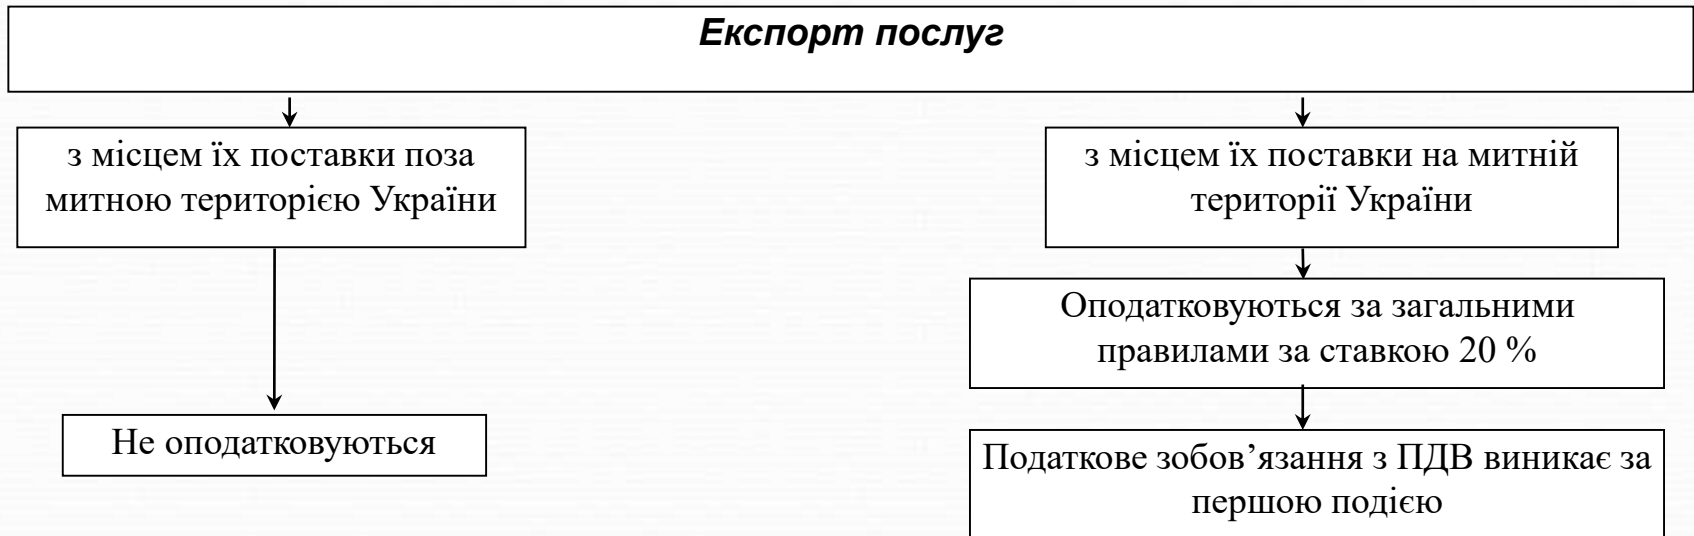 Експорт послуг
з місцем їх поставки поза
митною територією України
з місцем їх поставки на митній
території України
Оподатковуються за загальними
правилами за ставкою 20 %
Не оподатковуються
Податкове зобов’язання з ПДВ виникає за
першою подією